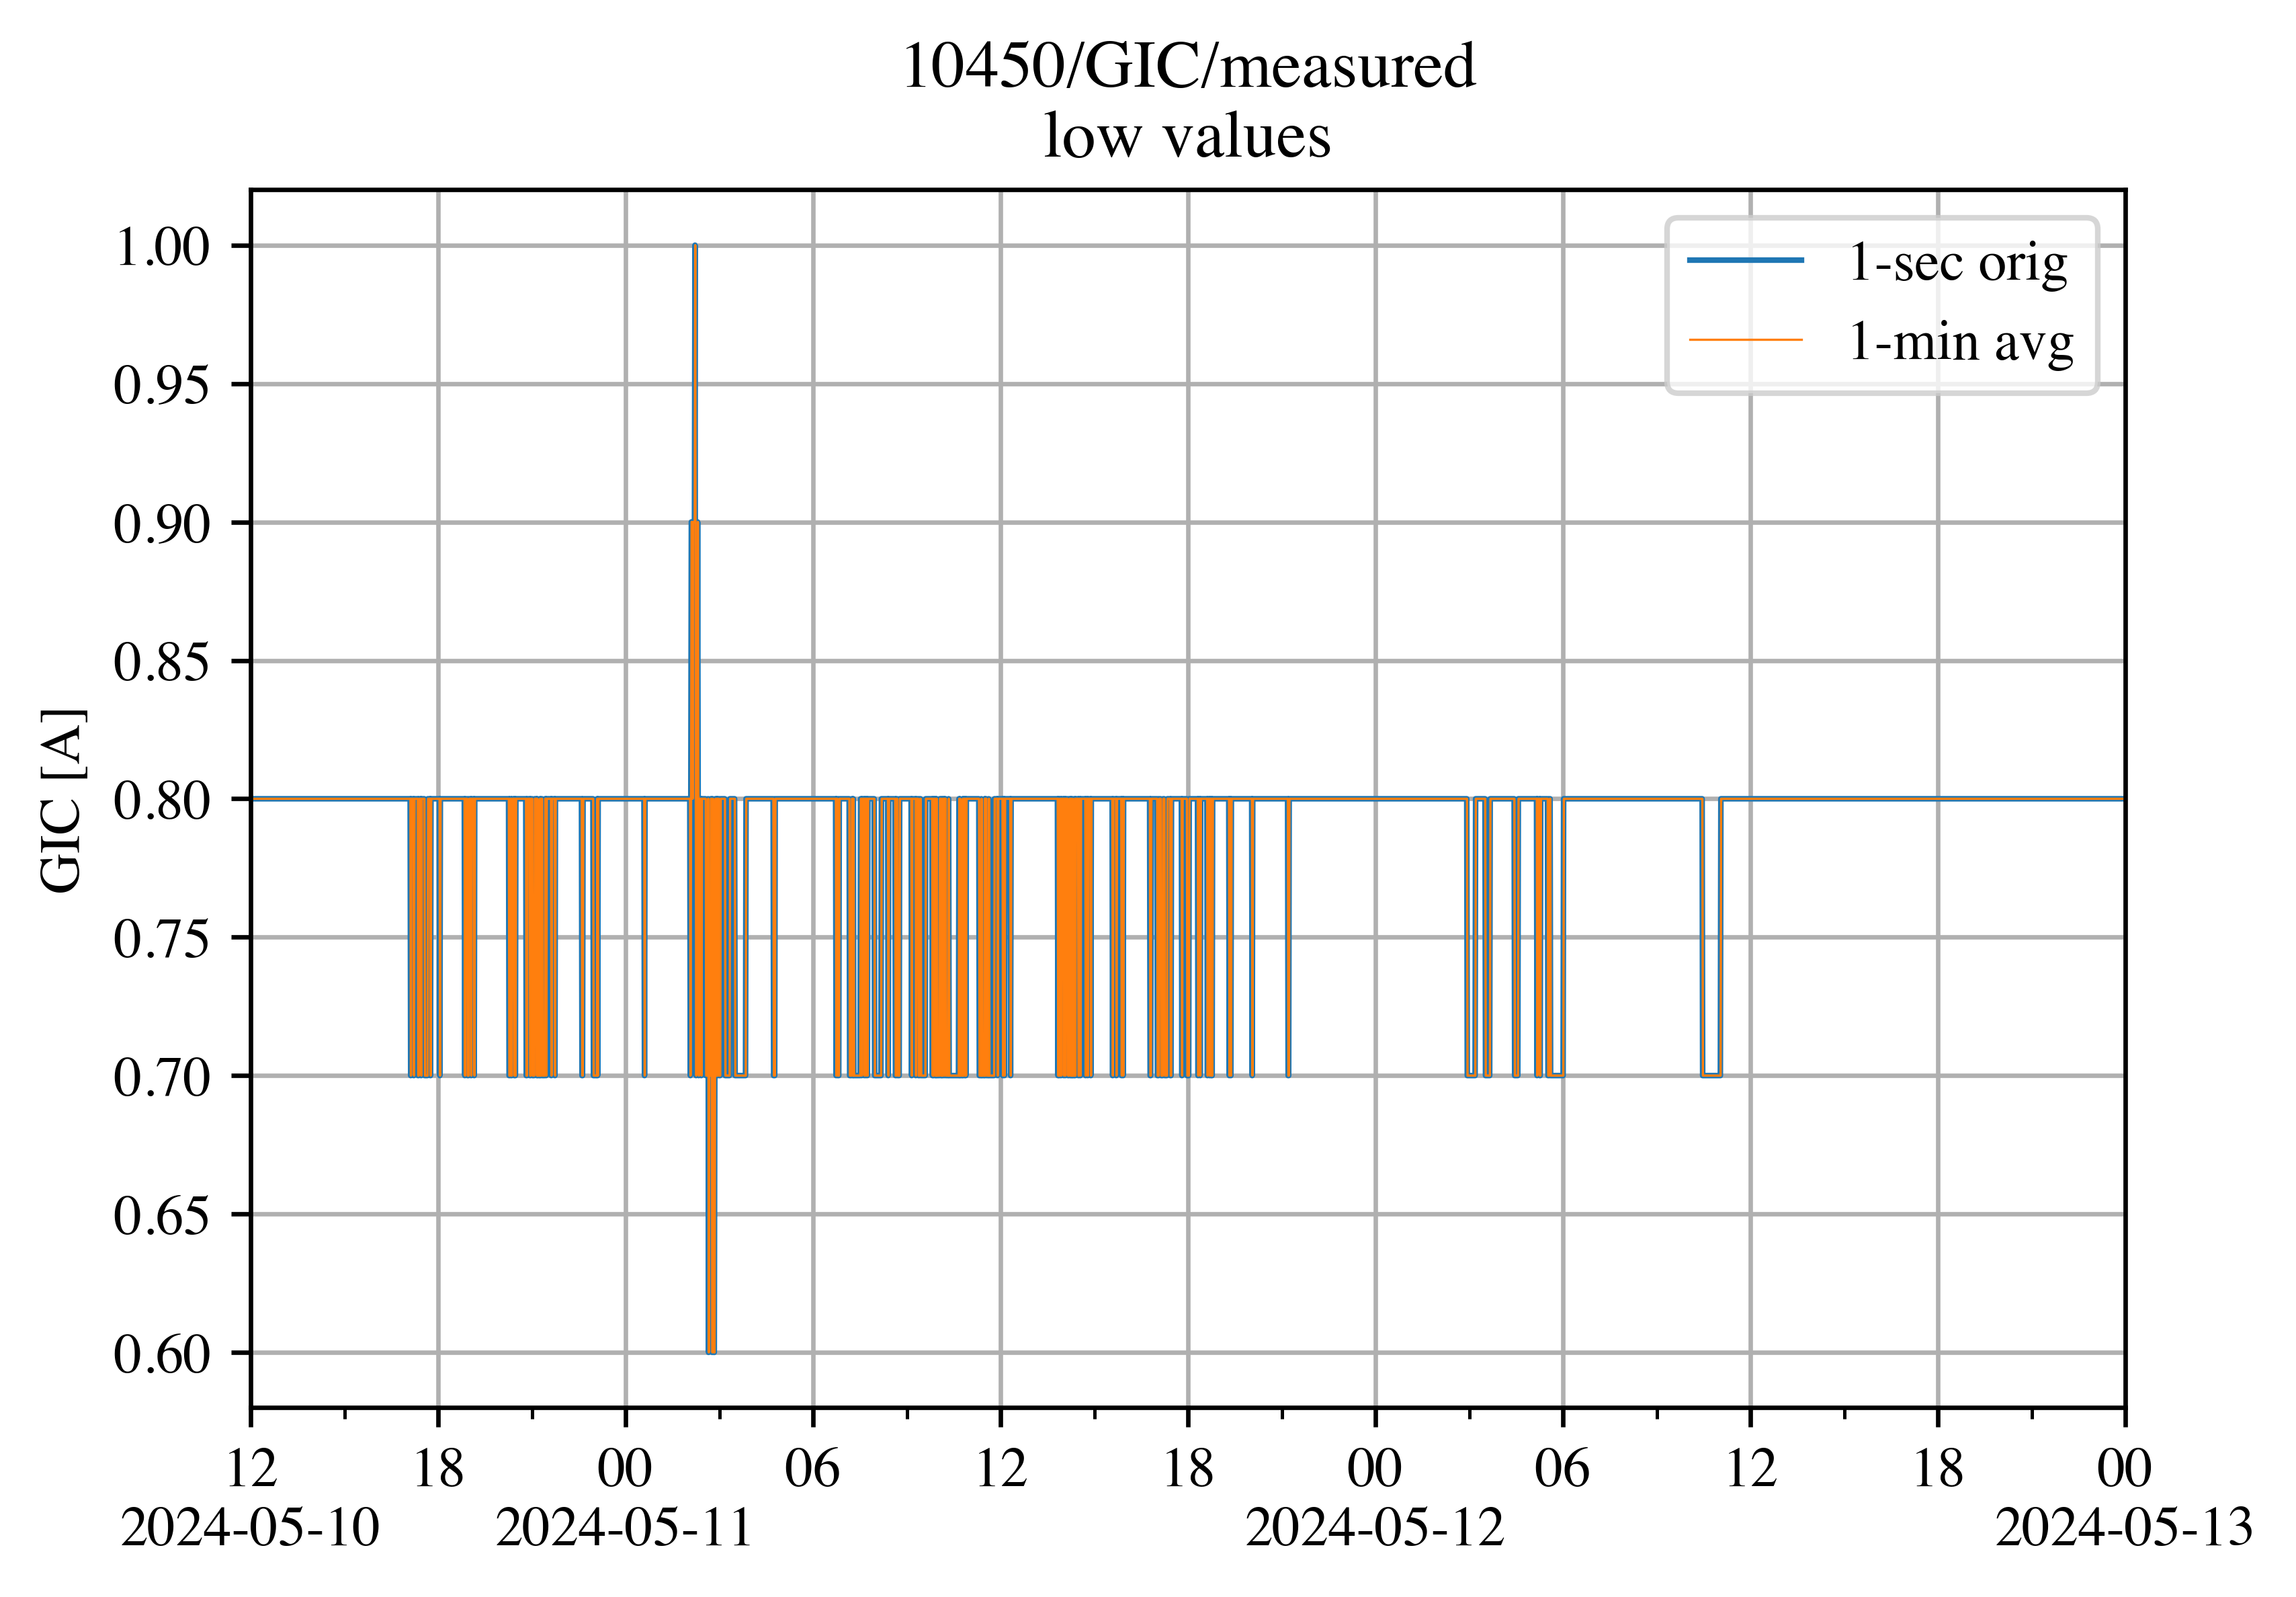 10450/GIC/measured
low values
1-sec orig
1-min avg
GIC [A]
1.00
0.95
0.90
0.85
0.80
0.75
0.70
0.65
0.60
12 18 00 06 12 18 00 06 12 18 00
2024-05-10 2024-05-11 2024-05-12 2024-05-13